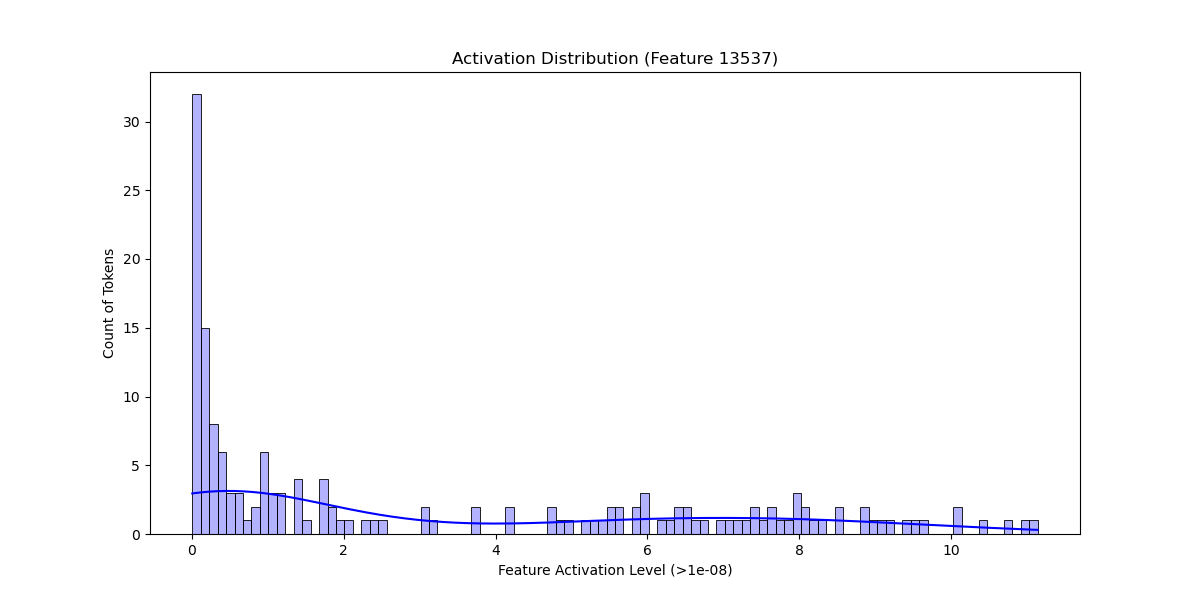 Activation Distribution (Feature 13537)
Count of Tokens
30
25
20
15
10
5
0
0 2 4 6 8 10
Feature Activation Level (>1e-08)